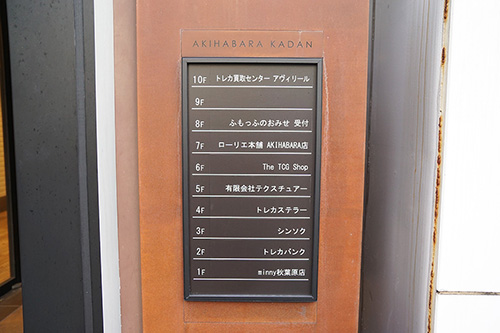 AKIHABARA KADAN
10F トレカ買取センター アヴィリール
9F
8F ふもっふのおみせ 受付
7F ローリエ本舗 AKIHABARA店
6F The TCG Shop
5F 有限会社テクスチュアー
4F トレカステラー
3F シンソク
2F トレカバンク
1F minny秋葉原店